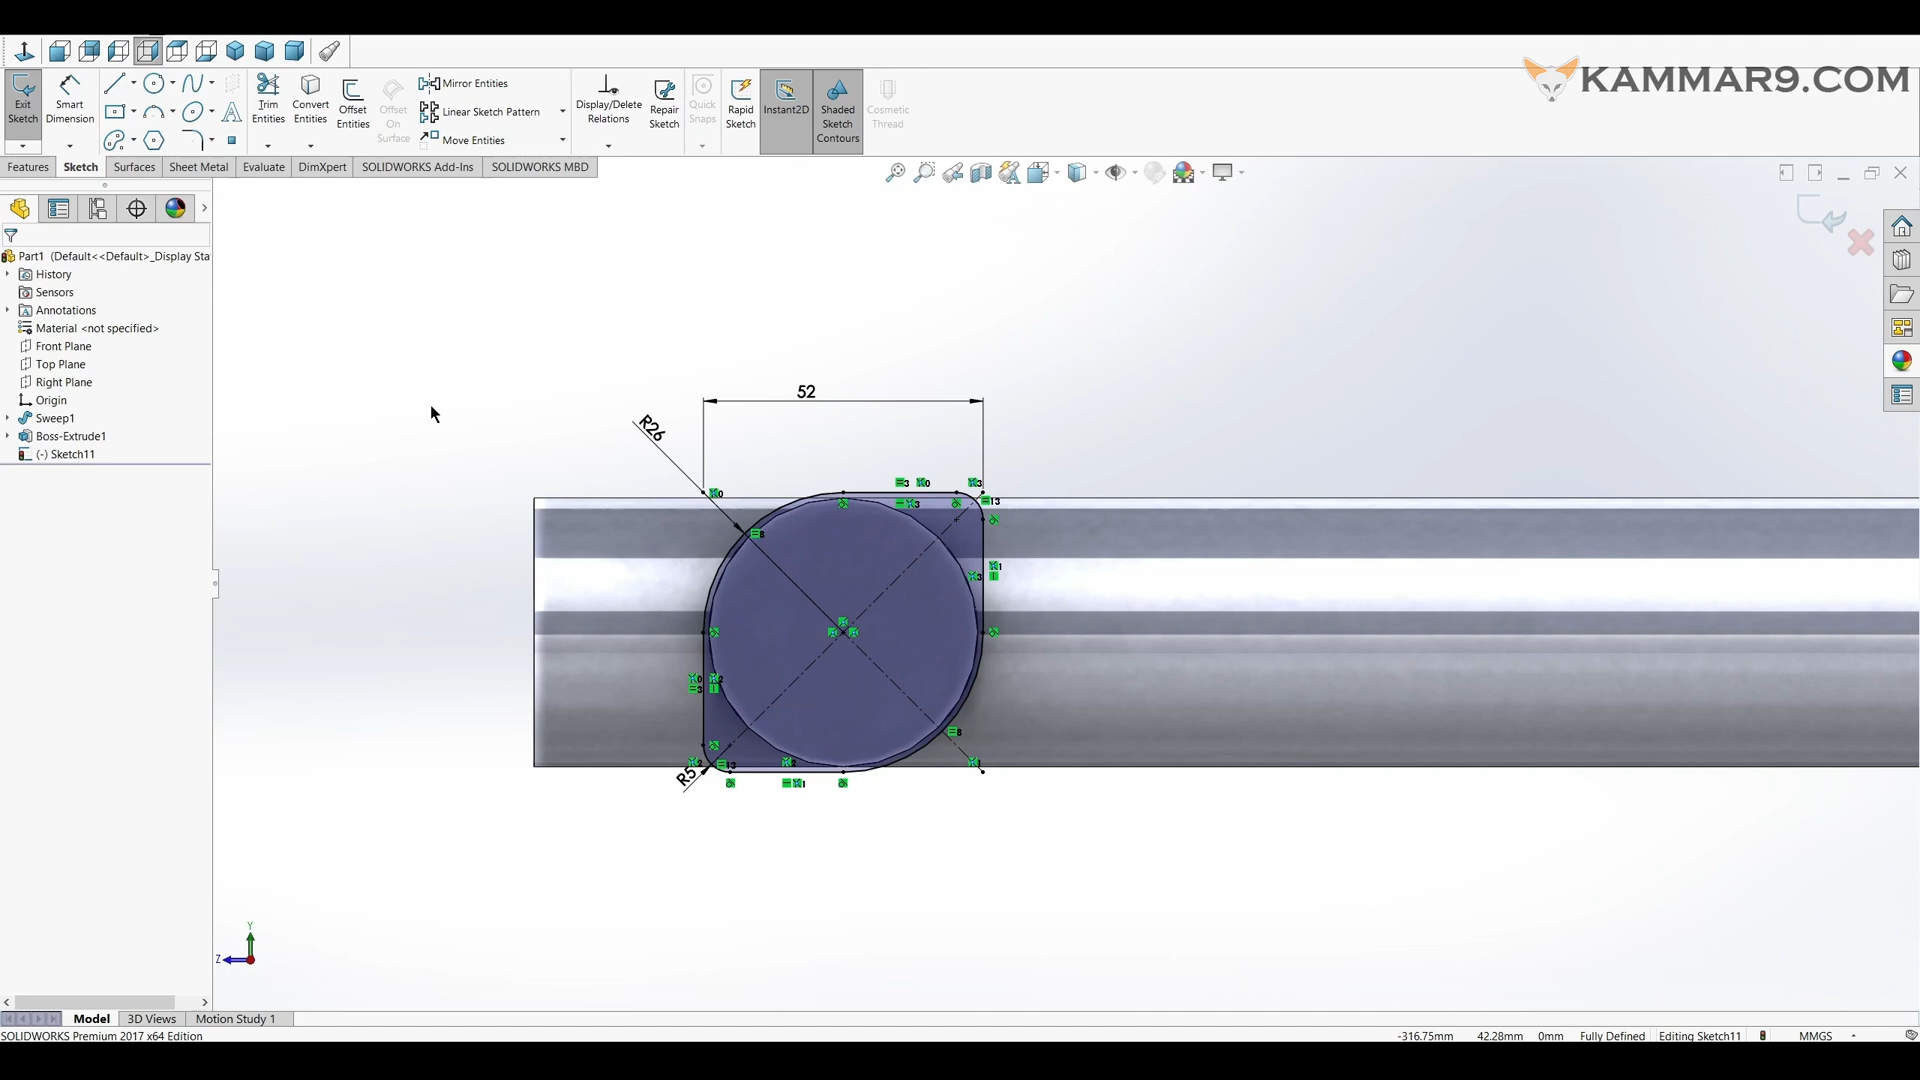 KAMMAR9.COM
Exit Sketch
Smart Dimension
Trim Entities
Convert Entities
Offset Entities
Offset On Surface
Mirror Entities
Linear Sketch Pattern
Move Entities
Display/Delete Relations
Repair Sketch
Quick Snaps
Rapid Sketch
Instant2D
Shaded Sketch Contours
Cosmetic Thread
Features
Sketch
Surfaces
Sheet Metal
Evaluate
DimXpert
SOLIDWORKS Add-Ins
SOLIDWORKS MBD
Part1 (Default<<Default>_Display Sta
History
Sensors
Annotations
Material <not specified>
Front Plane
Top Plane
Right Plane
Origin
Sweep1
Boss-Extrude1
(-) Sketch11
52
R26
R5
Y
Z
Model
3D Views
Motion Study 1
SOLIDWORKS Premium 2017 x64 Edition
-316.75mm 42.28mm 0mm Fully Defined Editing Sketch11 MMGS